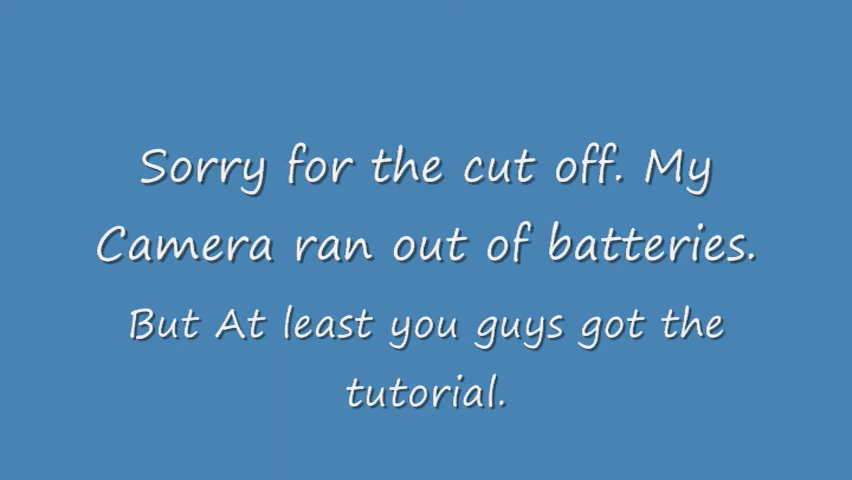 Sorry for the cut off. My
Camera ran out of batteries.
But At least you guys got the
tutorial.